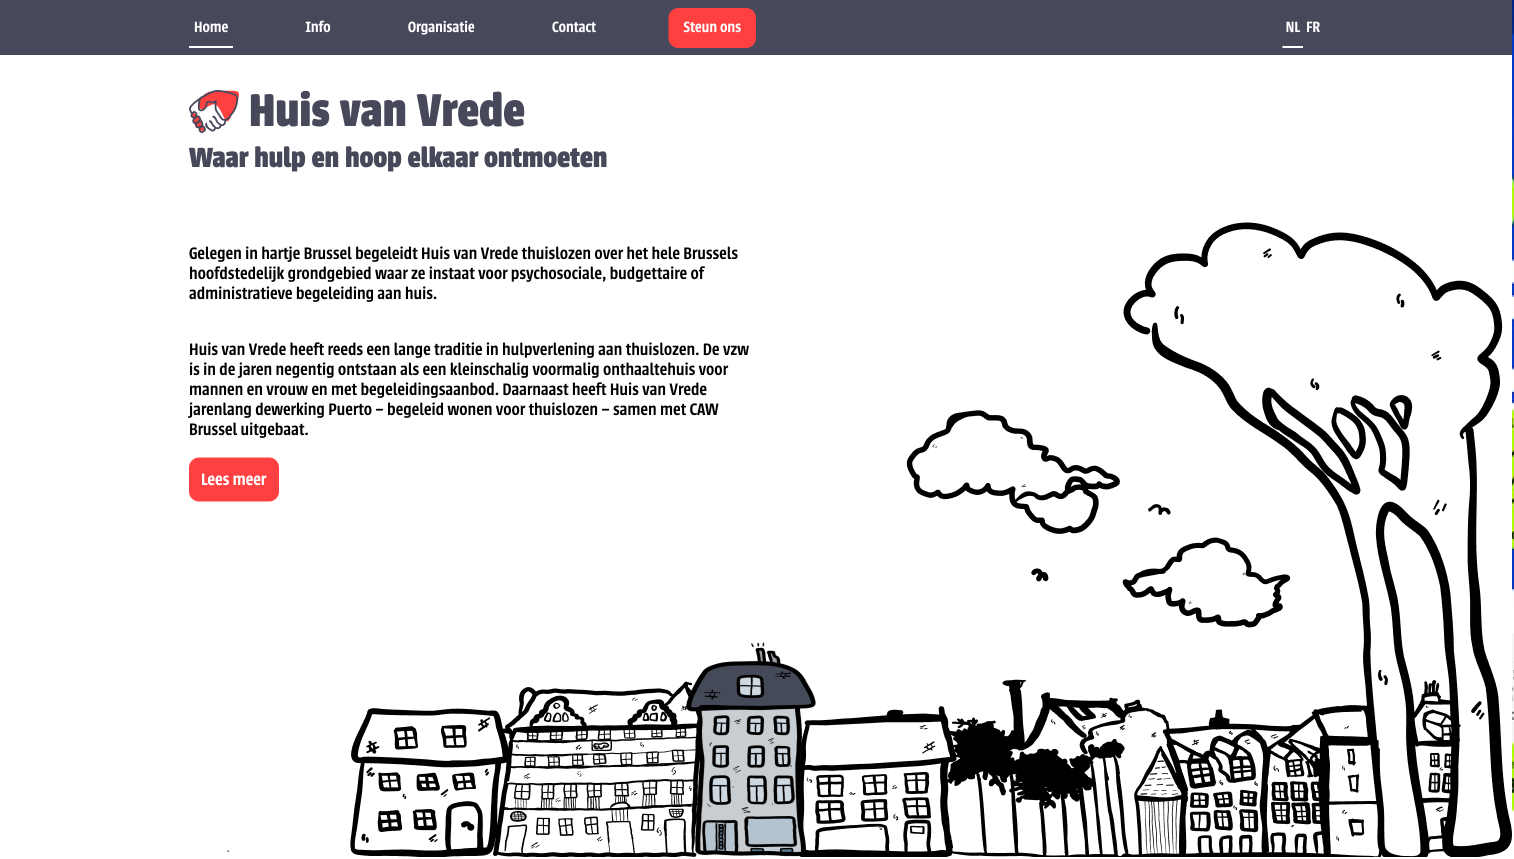 Home Info Organisatie Contact Steun ons NL FR
Huis van Vrede
Waar hulp en hoop elkaar ontmoeten
Gelegen in hartje Brussel begeleidt Huis van Vrede thuislozen over het hele Brussels
hoofdstedelijk grondgebied waar ze instaat voor psychosociale, budgettaire of
administratieve begeleiding aan huis.
Huis van Vrede heeft reeds een lange traditie in hulpverlening aan thuislozen. De vzw
is in de jaren negentig ontstaan als een kleinschalig voormalig onthaaltehuis voor
mannen en vrouw en met begeleidingsaanbod. Daarnaast heeft Huis van Vrede
jarenlang dewerking Puerto – begeleid wonen voor thuislozen – samen met CAW
Brussel uitgebaat.
Lees meer